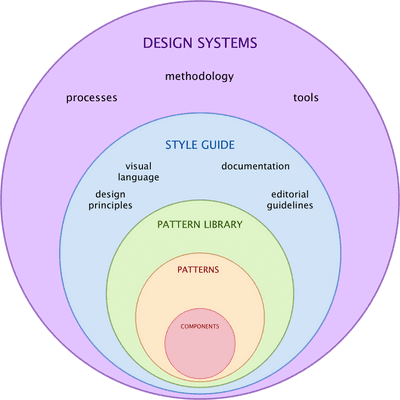 DESIGN SYSTEMS
methodology
processes
tools
STYLE GUIDE
visual
language
documentation
design
principles
editorial
guidelines
PATTERN LIBRARY
PATTERNS
COMPONENTS